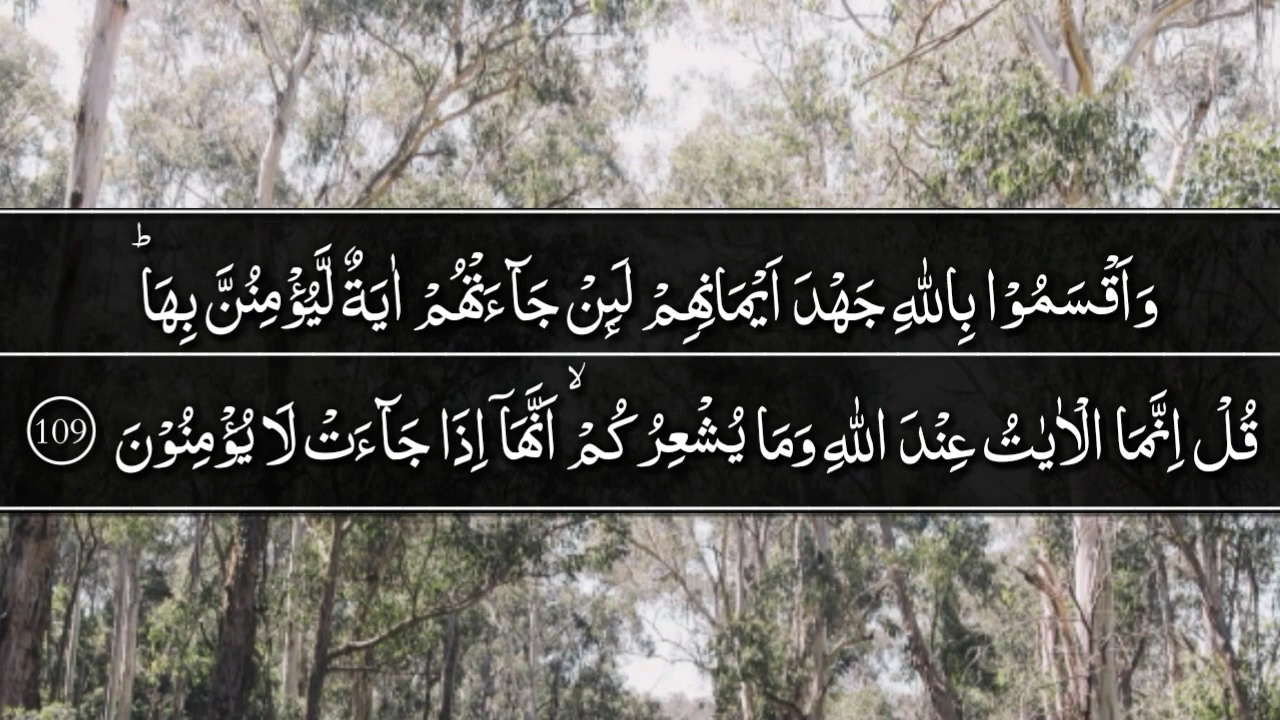 وَاَقْسَمُوْا بِاللّٰهِ جَهْدَ اَيْمَانِهِمْ لَىِٕنْ جَآءَتْهُمْ اٰيَةٌ لَّيُؤْمِنُنَّ بِهَا ؕ
قُلْ اِنَّمَا الْاٰيٰتُ عِنْدَ اللّٰهِ وَمَا يُشْعِرُكُمْ ۙ اَنَّهَاۤ اِذَا جَآءَتْ لَا يُؤْمِنُوْنَ 109